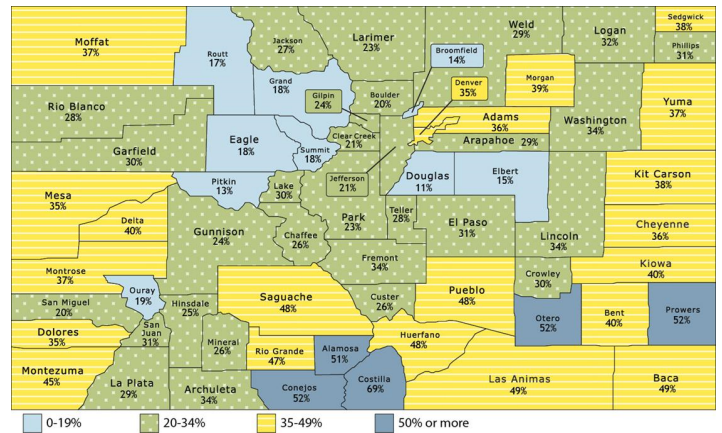 Moffat
37%
Routt
17%
Jackson
27%
Larimer
23%
Weld
29%
Logan
32%
Sedgwick
38%
Phillips
31%
Broomfield
14%
Grand
18%
Gilpin
24%
Boulder
20%
Denver
35%
Morgan
39%
Yuma
37%
Rio Blanco
28%
Adams
36%
Washington
34%
Garfield
30%
Eagle
18%
Summit
18%
Clear Creek
21%
Arapahoe 29%
Pitkin
13%
Lake
30%
Jefferson
21%
Douglas
11%
Elbert
15%
Kit Carson
38%
Mesa
35%
Delta
40%
Gunnison
24%
Chaffee
26%
Park
23%
Teller
28%
El Paso
31%
Lincoln
34%
Cheyenne
36%
Montrose
37%
Fremont
34%
Kiowa
40%
Ouray
19%
San Miguel
20%
Hinsdale
25%
Saguache
48%
Custer
26%
Pueblo
48%
Crowley
30%
Otero
52%
Bent
40%
Prowers
52%
Dolores
35%
San
Juan
31%
Mineral
26%
Rio Grande
47%
Alamosa
51%
Huerfano
48%
Montezuma
45%
La Plata
29%
Archuleta
34%
Conejos
52%
Costilla
69%
Las Animas
49%
Baca
49%
0-19%
20-34%
35-49%
50% or more